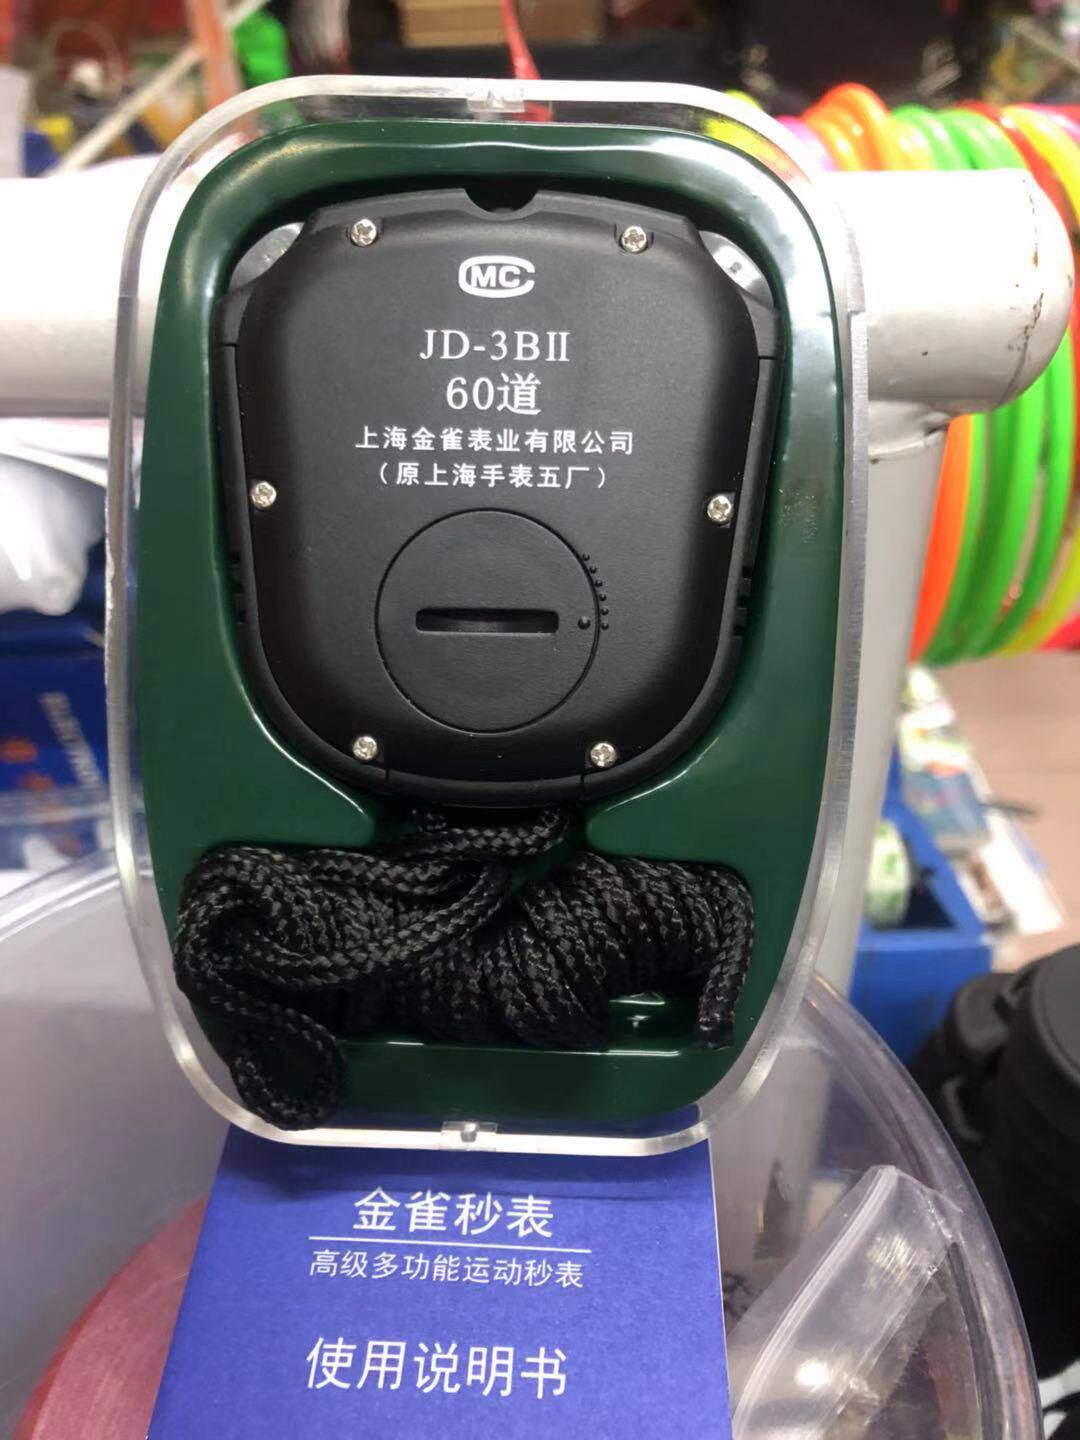 CMC
JD-3BⅡ
60道
上海金雀表业有限公司
（原上海手表五厂）
金雀秒表
高级多功能运动秒表
使用说明书